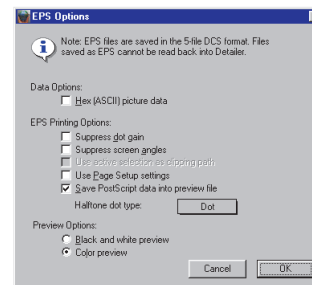 EPS Options
Note: EPS files are saved in the 5-file DCS format. Files
saved as EPS cannot be read back into Detailer.
Data Options:
Hex (ASCII) picture data
EPS Printing Options:
Suppress dot gain
Suppress screen angles
Use active selection as clipping path
Use Page Setup settings
Save PostScript data into preview file
Halftone dot type:
Dot
Preview Options:
Black and white preview
Color preview
Cancel
OK